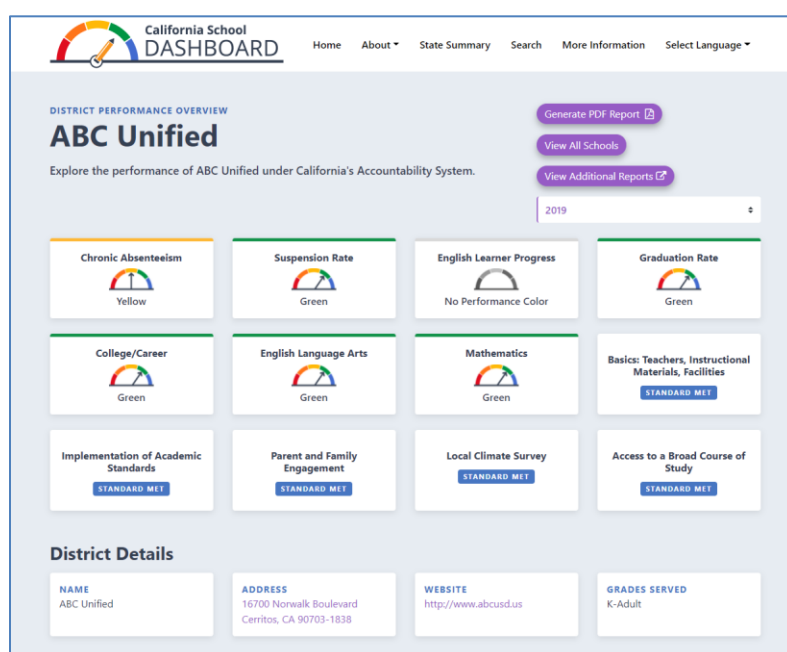 California School
DASHBOARD
Home
About
State Summary
Search
More Information
Select Language
DISTRICT PERFORMANCE OVERVIEW
ABC Unified
Explore the performance of ABC Unified under California's Accountability System.
Generate PDF Report
View All Schools
View Additional Reports
2019
Chronic Absenteeism
Yellow
Suspension Rate
Green
English Learner Progress
No Performance Color
Graduation Rate
Green
College/Career
Green
English Language Arts
Green
Mathematics
Green
Basics: Teachers, Instructional
Materials, Facilities
STANDARD MET
Implementation of Academic
Standards
STANDARD MET
Parent and Family
Engagement
STANDARD MET
Local Climate Survey
STANDARD MET
Access to a Broad Course of
Study
STANDARD MET
District Details
NAME
ABC Unified
ADDRESS
16700 Norwalk Boulevard
Cerritos, CA 90703-1838
WEBSITE
http://www.abcusd.us
GRADES SERVED
K-Adult